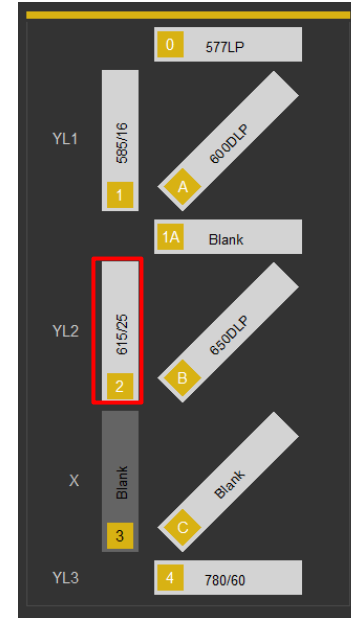 0 577LP
YL1 585/16 1 600DLP A
1A Blank
YL2 615/25 2 650DLP B
X Blank 3 Blank C
YL3 4 780/60